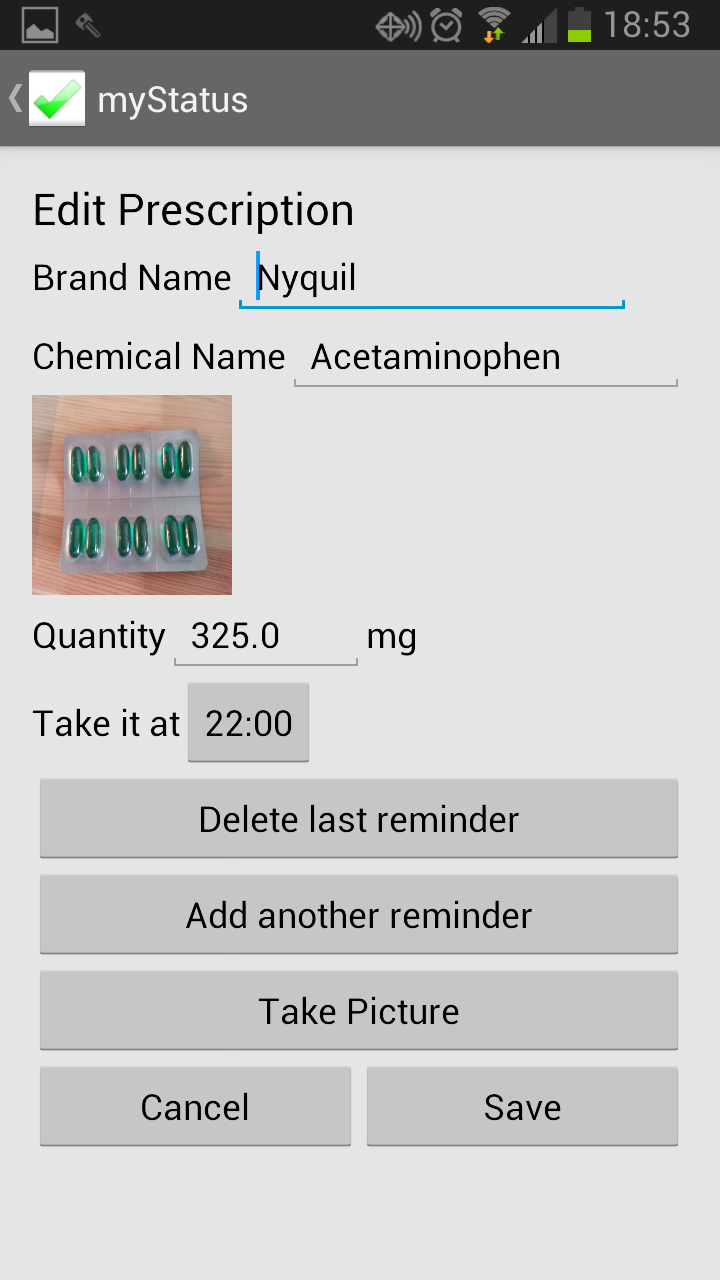 18:53
myStatus
Edit Prescription
Brand Name Nyquil
Chemical Name Acetaminophen
Quantity 325.0 mg
Take it at 22:00
Delete last reminder
Add another reminder
Take Picture
Cancel Save